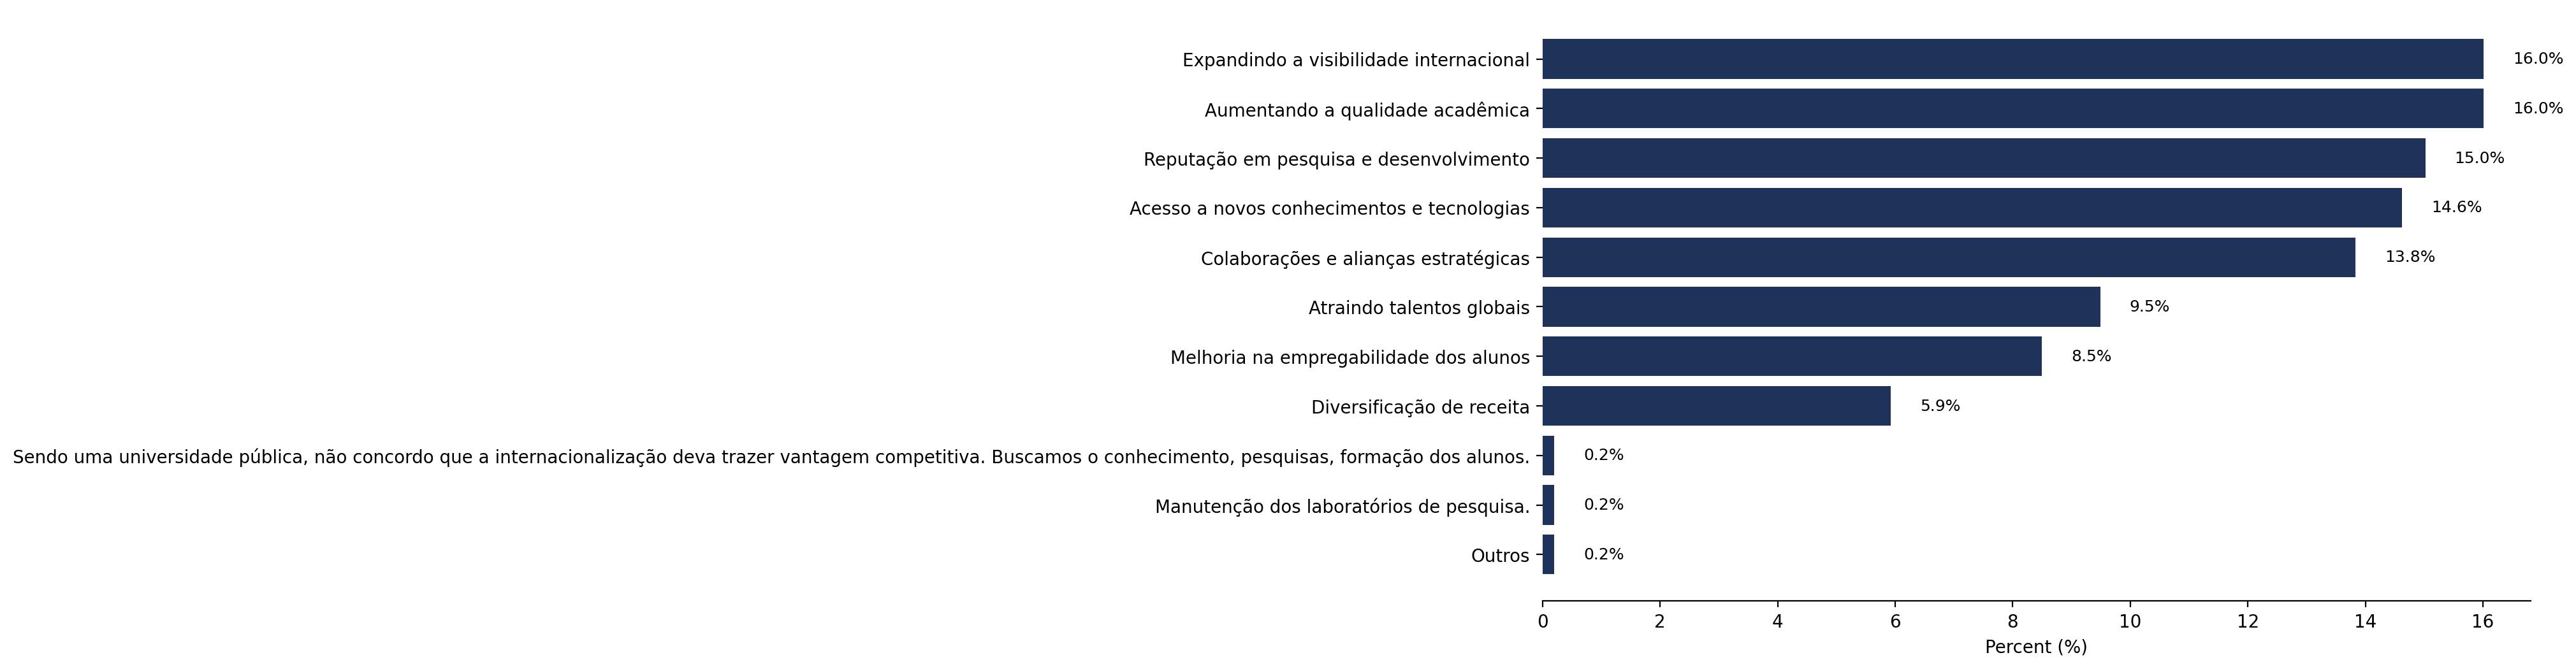 Expandindo a visibilidade internacional 16.0%
Aumentando a qualidade acadêmica 16.0%
Reputação em pesquisa e desenvolvimento 15.0%
Acesso a novos conhecimentos e tecnologias 14.6%
Colaborações e alianças estratégicas 13.8%
Atraindo talentos globais 9.5%
Melhoria na empregabilidade dos alunos 8.5%
Diversificação de receita 5.9%
Sendo uma universidade pública, não concordo que a internacionalização deva trazer vantagem competitiva. Buscamos o conhecimento, pesquisas, formação dos alunos. 0.2%
Manutenção dos laboratórios de pesquisa. 0.2%
Outros 0.2%
0 2 4 6 8 10 12 14 16
Percent (%)